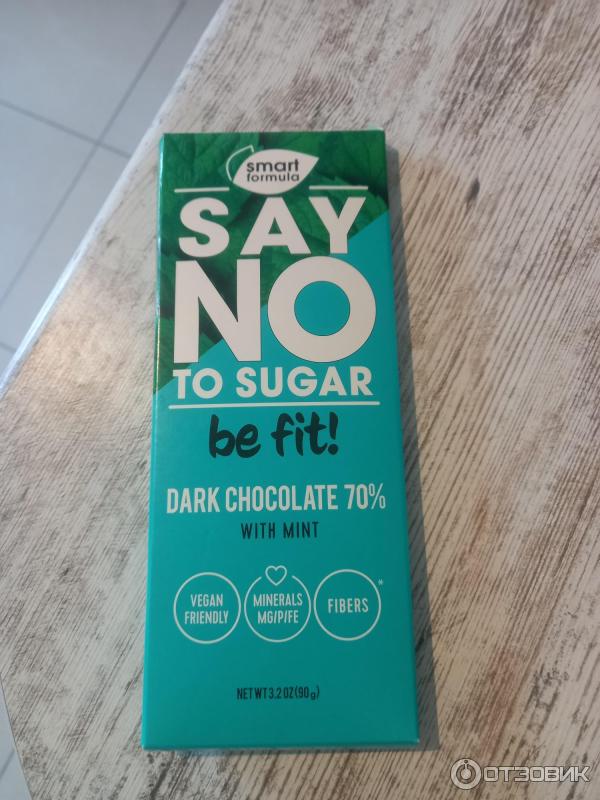 smart
formula
SAY
NO
TO SUGAR
be fit!
DARK CHOCOLATE 70%
WITH MINT
VEGAN
FRIENDLY
MINERALS
MG/P/FE
FIBERS*
NET WT 3,2 OZ (90g)
ОТЗОВИК